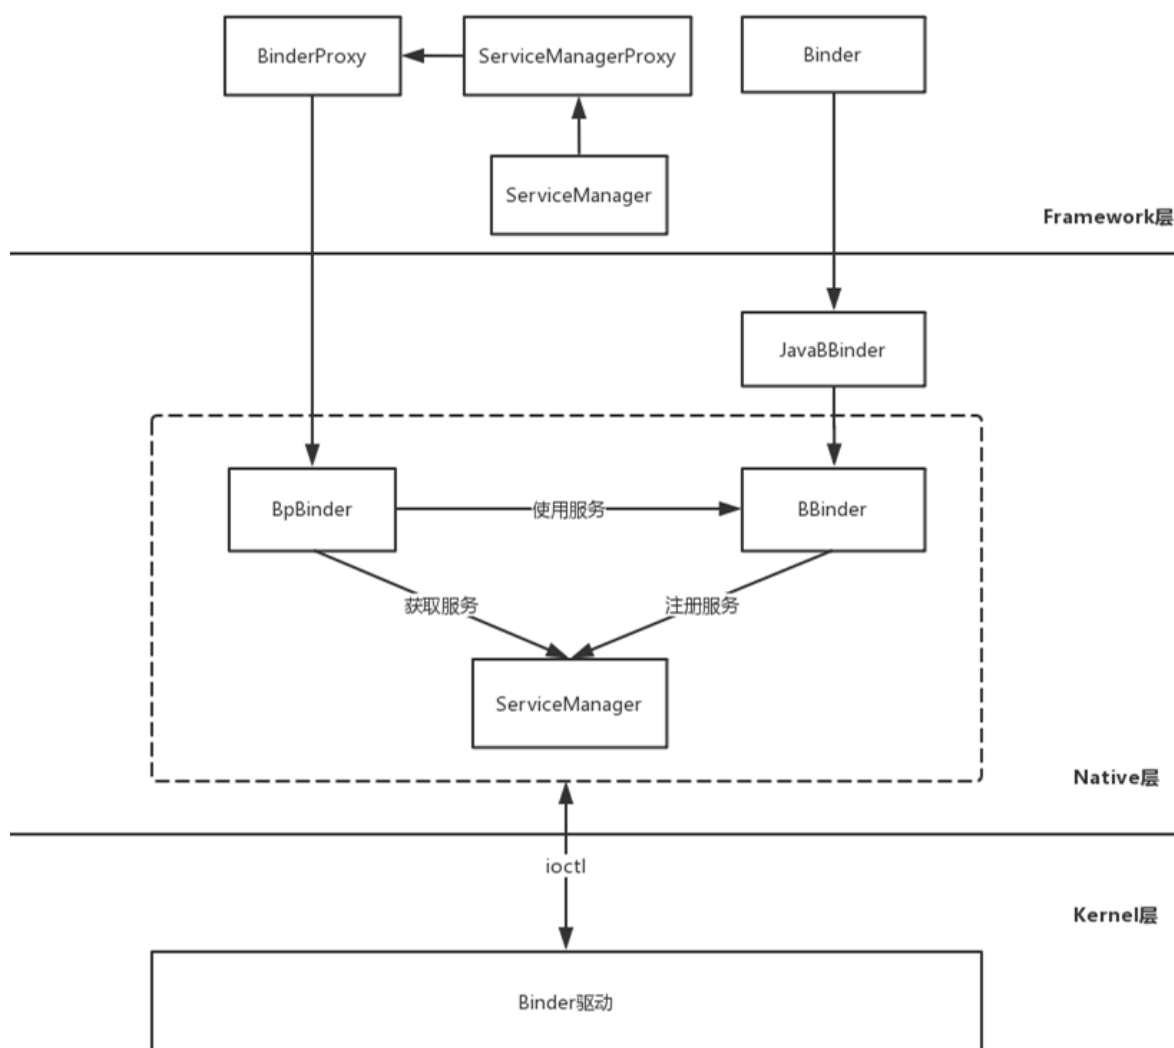 BinderProxy
ServiceManagerProxy
Binder
ServiceManager
Framework层
JavaBBinder
BpBinder
使用服务
BBinder
获取服务
注册服务
ServiceManager
Native层
ioctl
Kernel层
Binder驱动